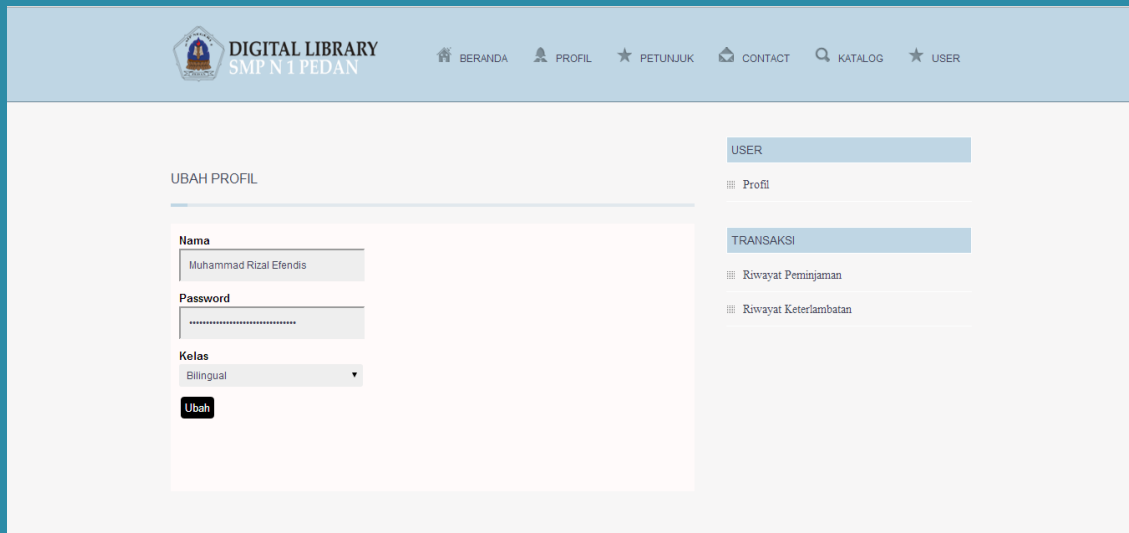 DIGITAL LIBRARY
SMP N 1 PEDAN
BERANDA PROFIL PETUNJUK CONTACT KATALOG USER
UBAH PROFIL
Nama
Muhammad Rizal Efendis
Password
••••••••••••••••••••••••••••••••
Kelas
Bilingual
Ubah
USER
Profil
TRANSAKSI
Riwayat Peminjaman
Riwayat Keterlambatan